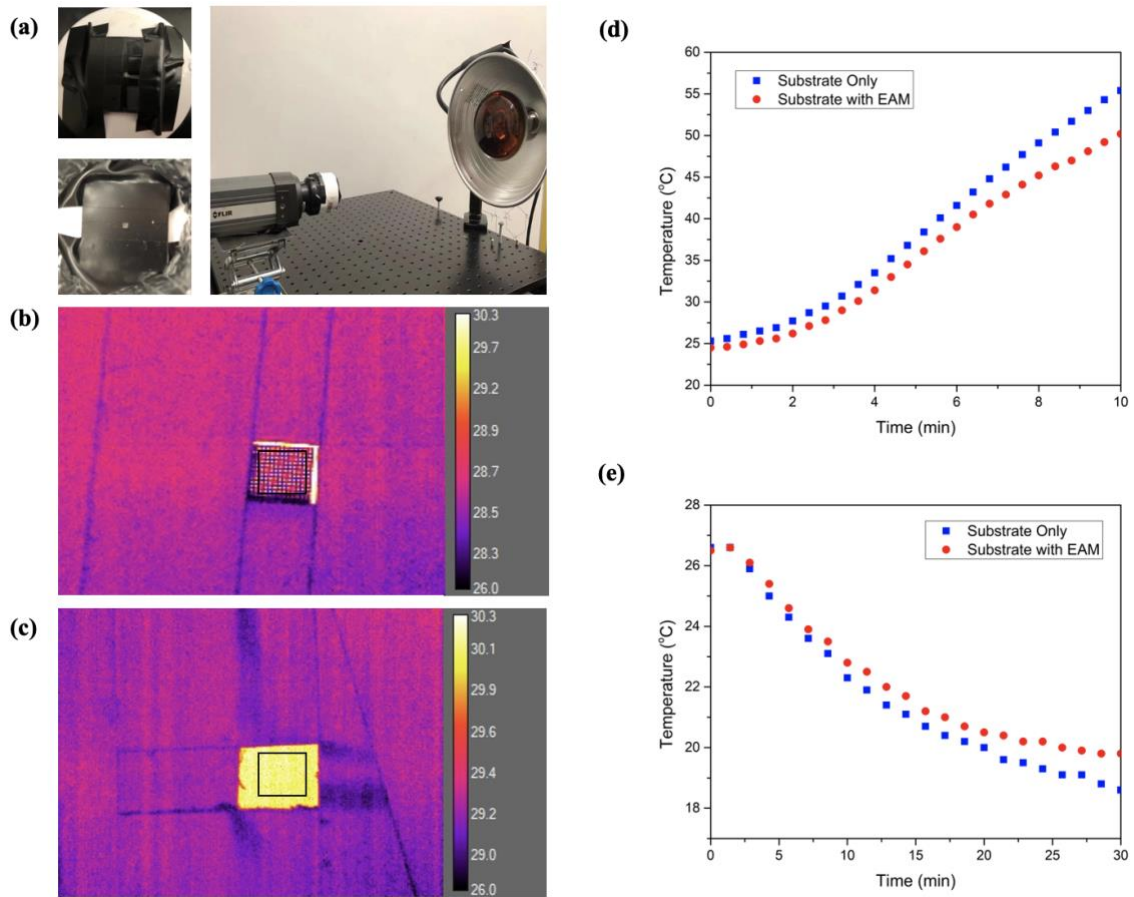 (a)
FLIR
(b)
30.3
29.7
29.2
28.9
28.7
28.5
28.3
26.0
(c)
30.3
30.1
29.9
29.6
29.4
29.2
29.0
26.0
(d)
60
55
50
45
40
35
30
25
20
Temperature (°C)
Substrate Only
Substrate with EAM
0 2 4 6 8 10
Time (min)
(e)
28
26
24
22
20
18
Temperature (°C)
Substrate Only
Substrate with EAM
0 5 10 15 20 25 30
Time (min)